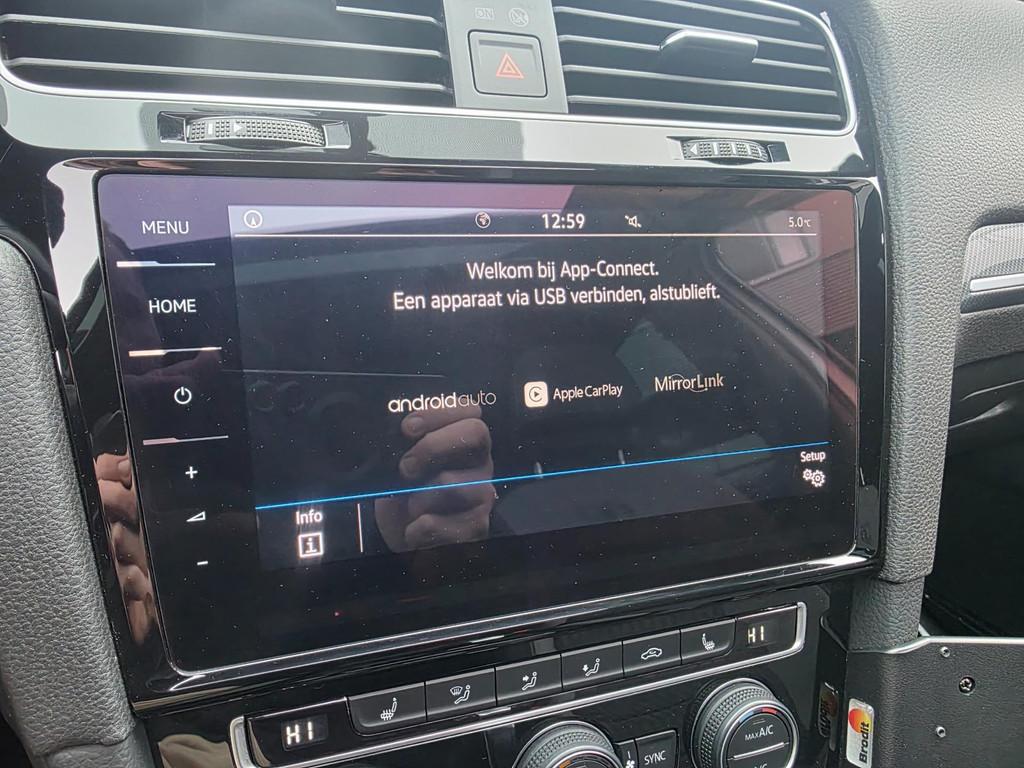 ON
MENU
12:59
5.0°C
HOME
Welkom bij App-Connect.
Een apparaat via USB verbinden, alstublieft.
androidauto
Apple CarPlay
MirrorLink
+
-
Setup
Info
i
HI
HI
SYNC
MAX A/C
A/C
Brodit